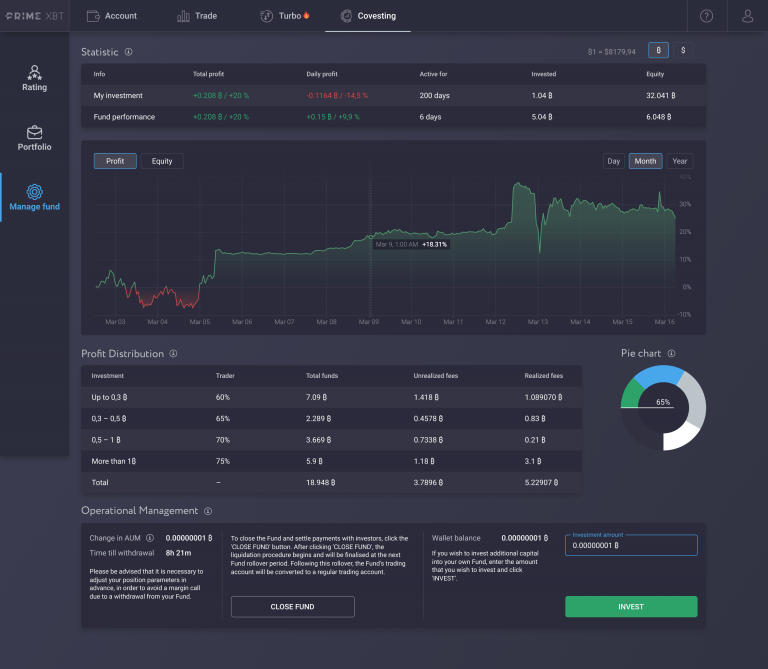 PRIME XBT
Account
Trade
Turbo
Covesting
Rating
Portfolio
Manage fund
Statistic
₿1 = $8179,94
₿
$
Info Total profit Daily profit Active for Invested Equity
My investment +0.208 ₿ / +20 % -0.1164 ₿ / -14,5 % 200 days 1.04 ₿ 32.041 ₿
Fund performance +0.208 ₿ / +20 % +0.15 ₿ / +9,9 % 6 days 5.04 ₿ 6.048 ₿
Profit Equity Day Month Year
40%
30%
20%
Mar 9, 1:00 AM +18.31%
10%
0%
-10%
Mar 03 Mar 04 Mar 05 Mar 06 Mar 07 Mar 08 Mar 09 Mar 10 Mar 11 Mar 12 Mar 13 Mar 14 Mar 15 Mar 16
Profit Distribution
Investment Trader Total funds Unrealized fees Realized fees
Up to 0,3 ₿ 60% 7.09 ₿ 1.418 ₿ 1.089070 ₿
0,3 – 0,5 ₿ 65% 2.289 ₿ 0.4578 ₿ 0.83 ₿
0,5 – 1 ₿ 70% 3.669 ₿ 0.7338 ₿ 0.21 ₿
More than 1₿ 75% 5.9 ₿ 1.18 ₿ 3.1 ₿
Total – 18.948 ₿ 3.7896 ₿ 5.22907 ₿
Pie chart
65%
Operational Management
Change in AUM 0.00000001 ₿
Time till withdrawal 8h 21m
Please be advised that it is necessary to
adjust your position parameters in
advance, in order to avoid a margin call
due to a withdrawal from your Fund.
To close the Fund and settle payments with investors, click the
'CLOSE FUND' button. After clicking 'CLOSE FUND', the
liquidation procedure begins and will be finalised at the next
Fund rollover period. Following this rollover, the Fund's trading
account will be converted to a regular trading account.
CLOSE FUND
Wallet balance 0.00000001 ₿
If you wish to invest additional capital
into your own Fund, enter the amount
that you wish to invest and click
'INVEST'.
Investment amount
0.00000001 ₿
INVEST